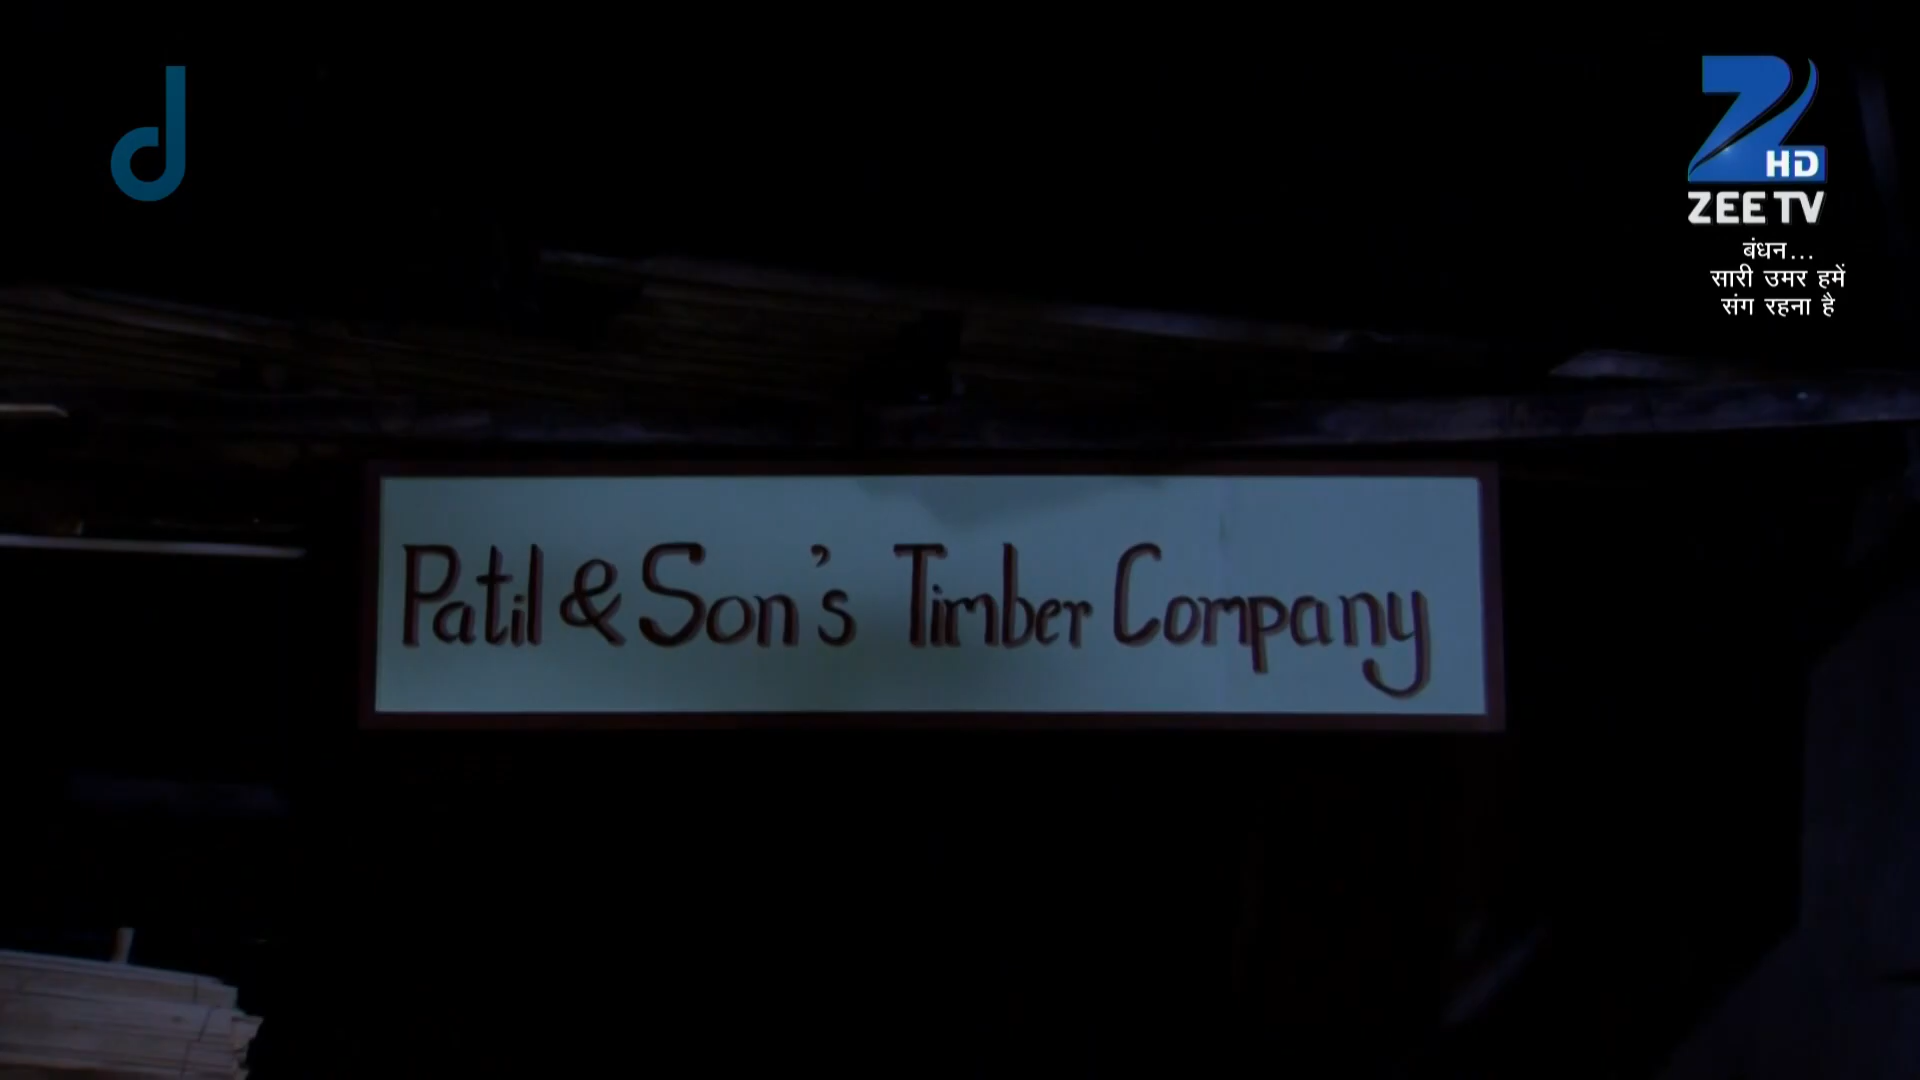 HD
ZEE TV
बंधन...
सारी उमर हमें
संग रहना है
Patil & Son's Timber Company